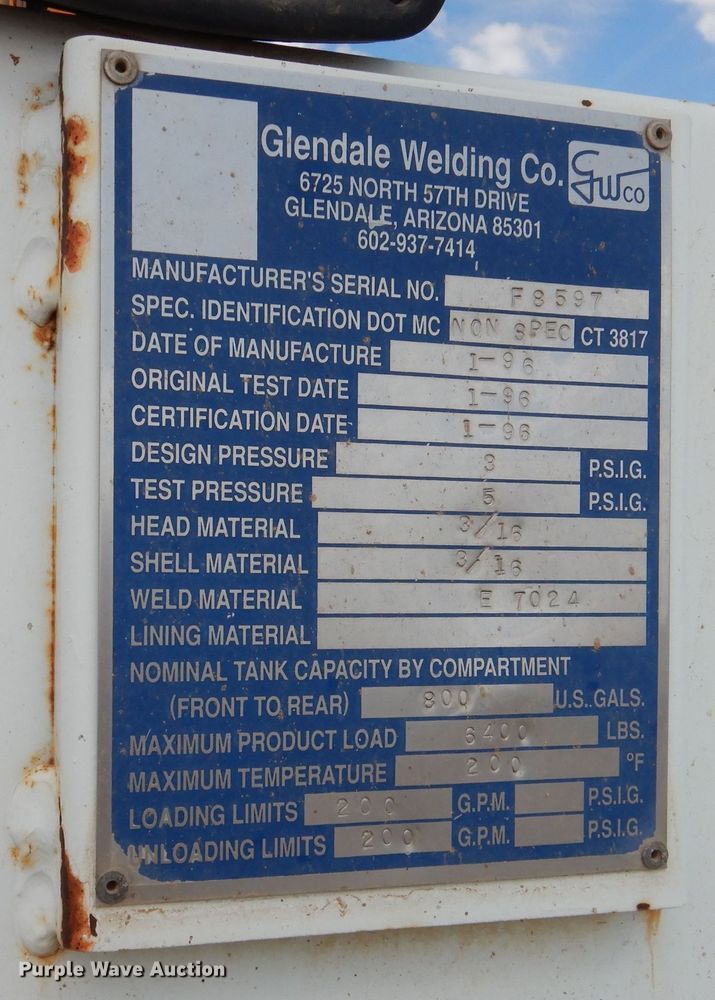 Glendale Welding Co. GWCO
6725 NORTH 57TH DRIVE
GLENDALE, ARIZONA 85301
602-937-7414
MANUFACTURER'S SERIAL NO. F8597
SPEC. IDENTIFICATION DOT MC NON SPEC CT 3817
DATE OF MANUFACTURE 1-96
ORIGINAL TEST DATE 1-96
CERTIFICATION DATE 1-96
DESIGN PRESSURE 3 P.S.I.G.
TEST PRESSURE 5 P.S.I.G.
HEAD MATERIAL 3/16
SHELL MATERIAL 3/16
WELD MATERIAL E 7024
LINING MATERIAL
NOMINAL TANK CAPACITY BY COMPARTMENT
(FRONT TO REAR) 800 U.S. GALS.
MAXIMUM PRODUCT LOAD 6400 LBS.
MAXIMUM TEMPERATURE 200 °F
LOADING LIMITS 200 G.P.M. P.S.I.G.
UNLOADING LIMITS 200 G.P.M. P.S.I.G.
Purple Wave Auction